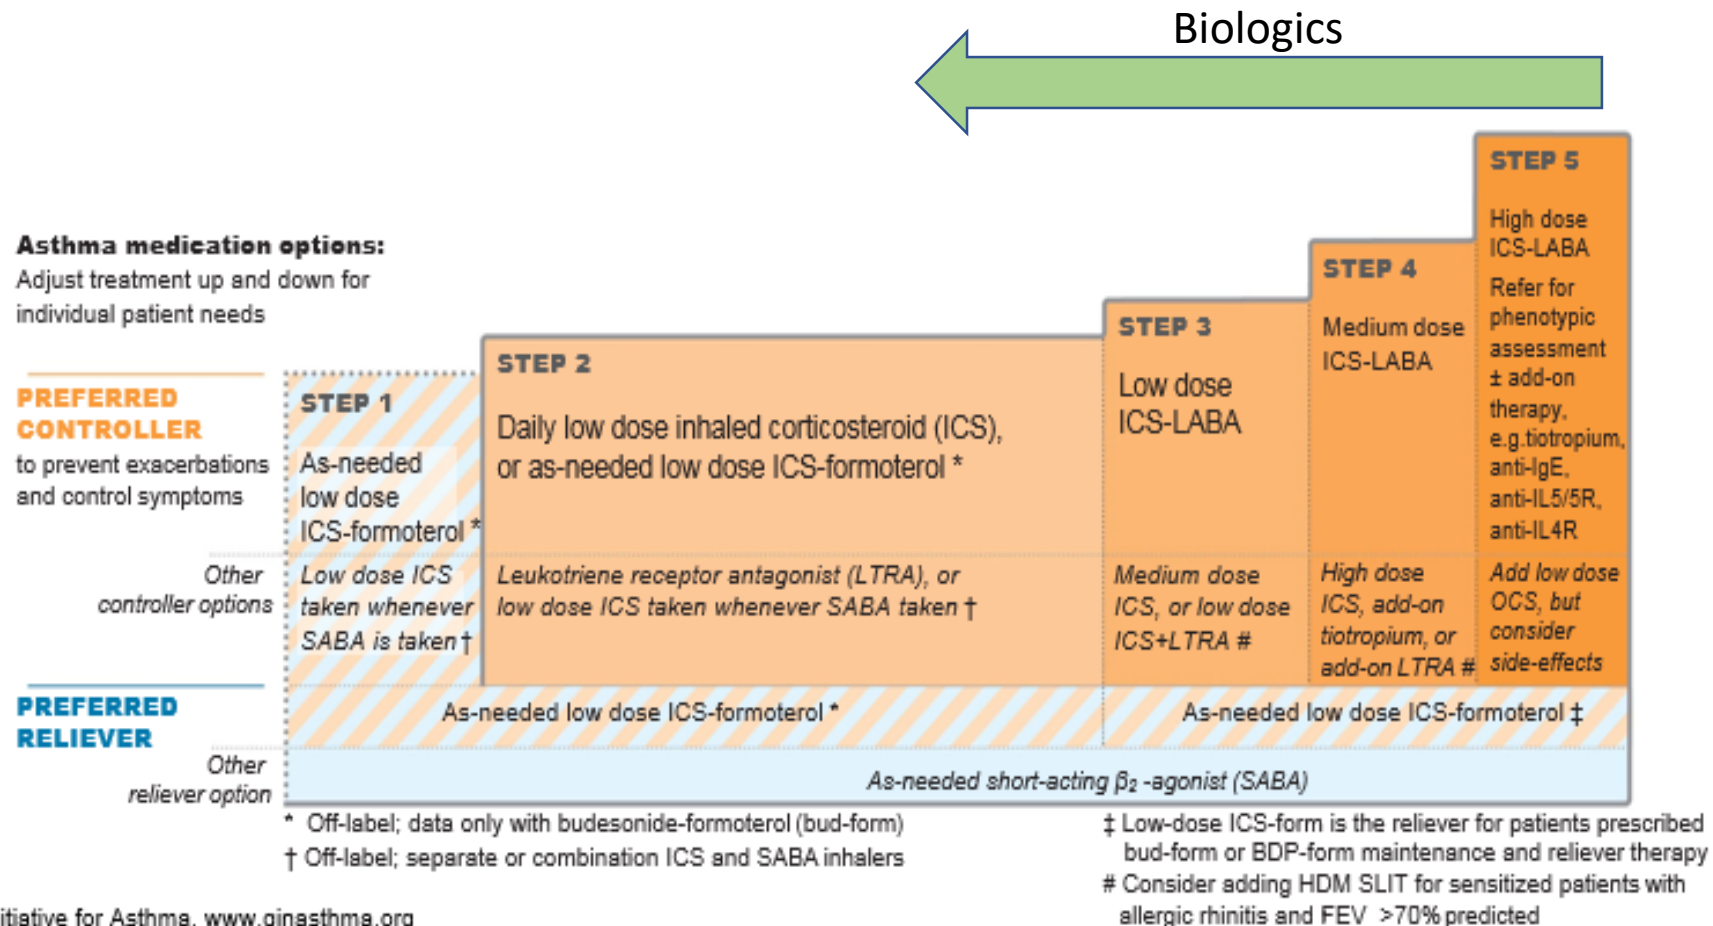 Biologics
Asthma medication options:
Adjust treatment up and down for
individual patient needs
PREFERRED
CONTROLLER
to prevent exacerbations
and control symptoms
Other
controller options
PREFERRED
RELIEVER
Other
reliever option
STEP 1
As-needed
low dose
ICS-formoterol *
Low dose ICS
taken whenever
SABA is taken †
STEP 2
Daily low dose inhaled corticosteroid (ICS),
or as-needed low dose ICS-formoterol *
Leukotriene receptor antagonist (LTRA), or
low dose ICS taken whenever SABA taken †
STEP 3
Low dose
ICS-LABA
Medium dose
ICS, or low dose
ICS+LTRA #
STEP 4
Medium dose
ICS-LABA
High dose
ICS, add-on
tiotropium, or
add-on LTRA #
STEP 5
High dose
ICS-LABA
Refer for
phenotypic
assessment
± add-on
therapy,
e.g.tiotropium,
anti-IgE,
anti-IL5/5R,
anti-IL4R
Add low dose
OCS, but
consider
side-effects
As-needed low dose ICS-formoterol *
As-needed low dose ICS-formoterol ‡
As-needed short-acting β₂ -agonist (SABA)
* Off-label; data only with budesonide-formoterol (bud-form)
† Off-label; separate or combination ICS and SABA inhalers
‡ Low-dose ICS-form is the reliever for patients prescribed
bud-form or BDP-form maintenance and reliever therapy
# Consider adding HDM SLIT for sensitized patients with
allergic rhinitis and FEV >70% predicted
itiative for Asthma, www.ginasthma.org